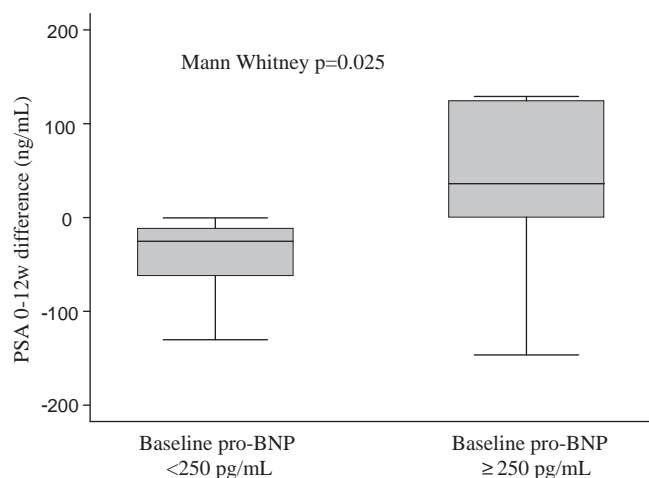 PSA 0-12w difference (ng/mL)
200
100
0
-100
-200
Mann Whitney p=0.025
Baseline pro-BNP
<250 pg/mL
Baseline pro-BNP
≥250 pg/mL